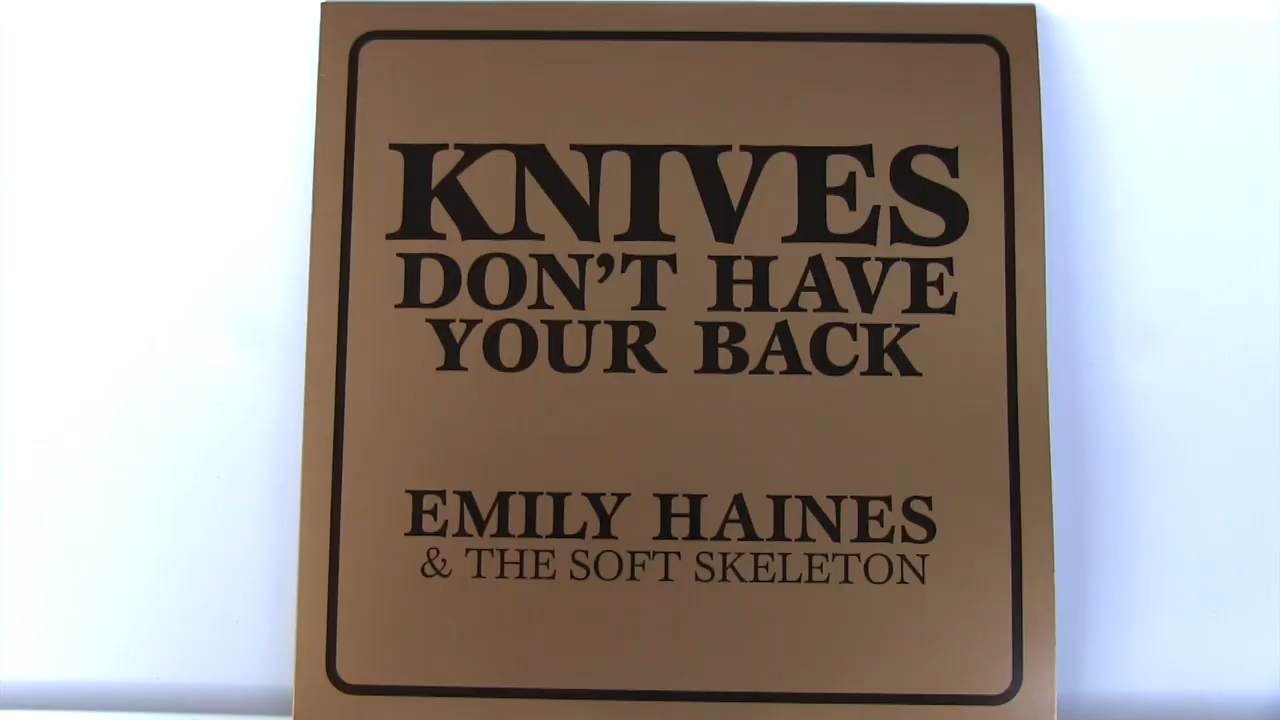 KNIVES
DON'T HAVE
YOUR BACK
EMILY HAINES
& THE SOFT SKELETON